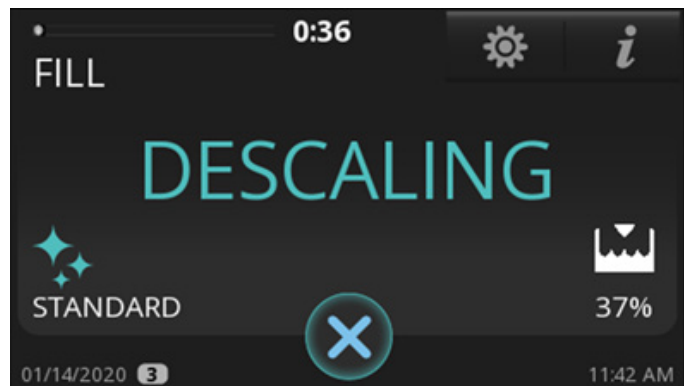 0:36
FILL
DESCALING
STANDARD
37%
01/14/2020 3
11:42 AM